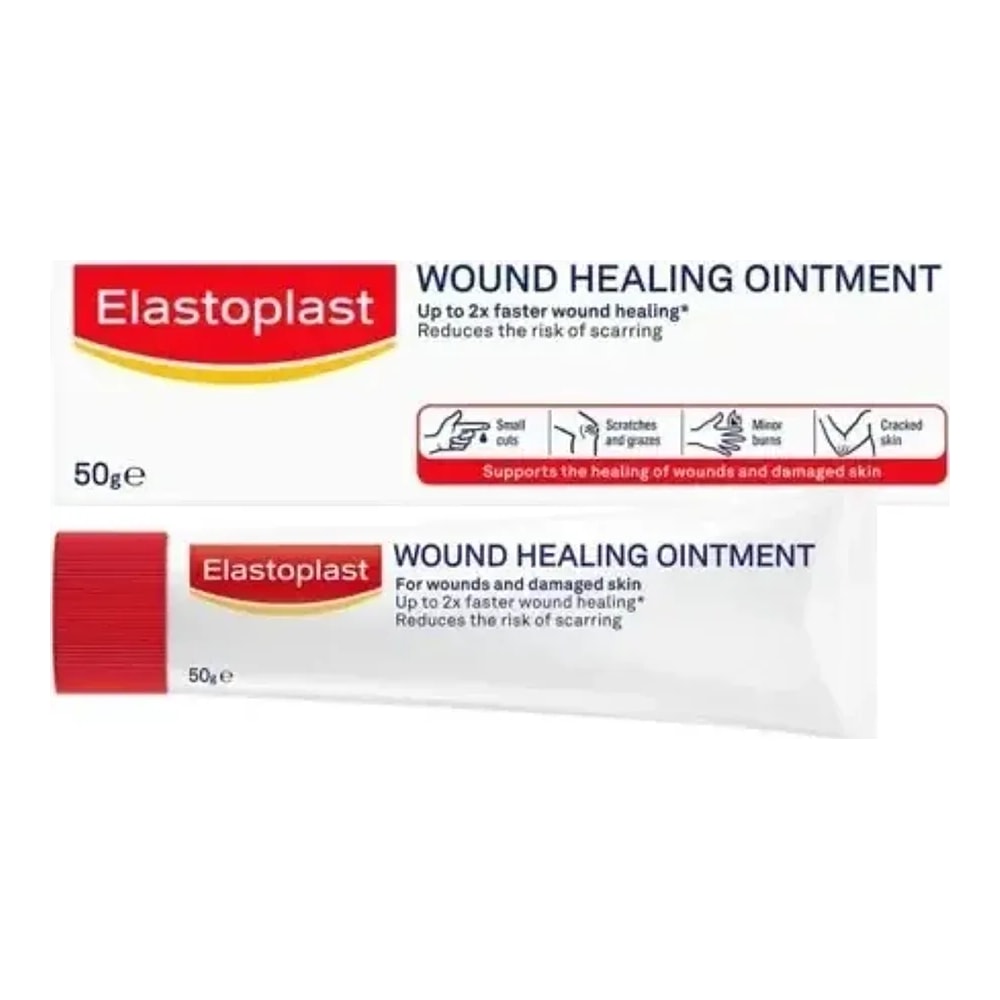 Elastoplast
WOUND HEALING OINTMENT
Up to 2x faster wound healing*
Reduces the risk of scarring
Small
cuts
Scratches
and grazes
Minor
burns
Cracked
skin
Supports the healing of wounds and damaged skin
50g℮
Elastoplast
WOUND HEALING OINTMENT
For wounds and damaged skin
Up to 2x faster wound healing*
Reduces the risk of scarring
50g℮